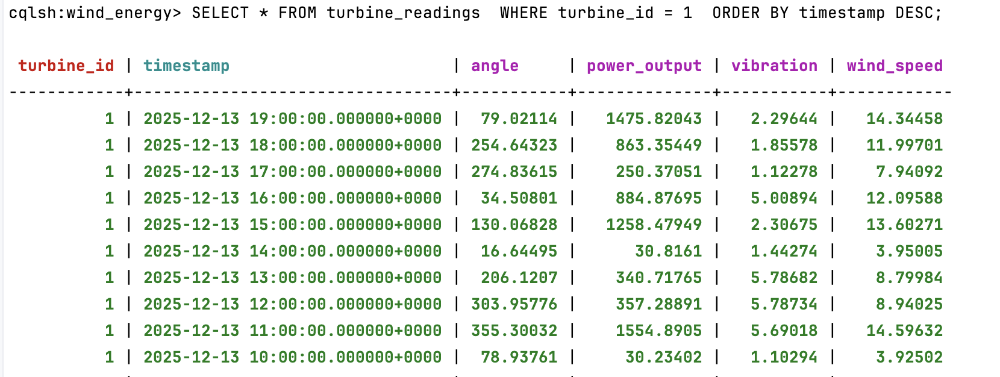 cqlsh:wind_energy> SELECT * FROM turbine_readings  WHERE turbine_id = 1  ORDER BY timestamp DESC;
 turbine_id | timestamp                       | angle     | power_output | vibration | wind_speed
------------+---------------------------------+-----------+--------------+-----------+------------
          1 | 2025-12-13 19:00:00.000000+0000 |  79.02114 |   1475.82043 |   2.29644 |   14.34458
          1 | 2025-12-13 18:00:00.000000+0000 | 254.64323 |    863.35449 |   1.85578 |   11.99701
          1 | 2025-12-13 17:00:00.000000+0000 | 274.83615 |    250.37051 |   1.12278 |    7.94092
          1 | 2025-12-13 16:00:00.000000+0000 |  34.50801 |    884.87695 |   5.00894 |   12.09588
          1 | 2025-12-13 15:00:00.000000+0000 | 130.06828 |   1258.47949 |   2.30675 |   13.60271
          1 | 2025-12-13 14:00:00.000000+0000 |  16.64495 |      30.8161 |   1.44274 |    3.95005
          1 | 2025-12-13 13:00:00.000000+0000 |  206.1207 |    340.71765 |   5.78682 |    8.79984
          1 | 2025-12-13 12:00:00.000000+0000 | 303.95776 |    357.28891 |   5.78734 |    8.94025
          1 | 2025-12-13 11:00:00.000000+0000 | 355.30032 |    1554.8905 |   5.69018 |   14.59632
          1 | 2025-12-13 10:00:00.000000+0000 |  78.93761 |     30.23402 |   1.10294 |    3.92502